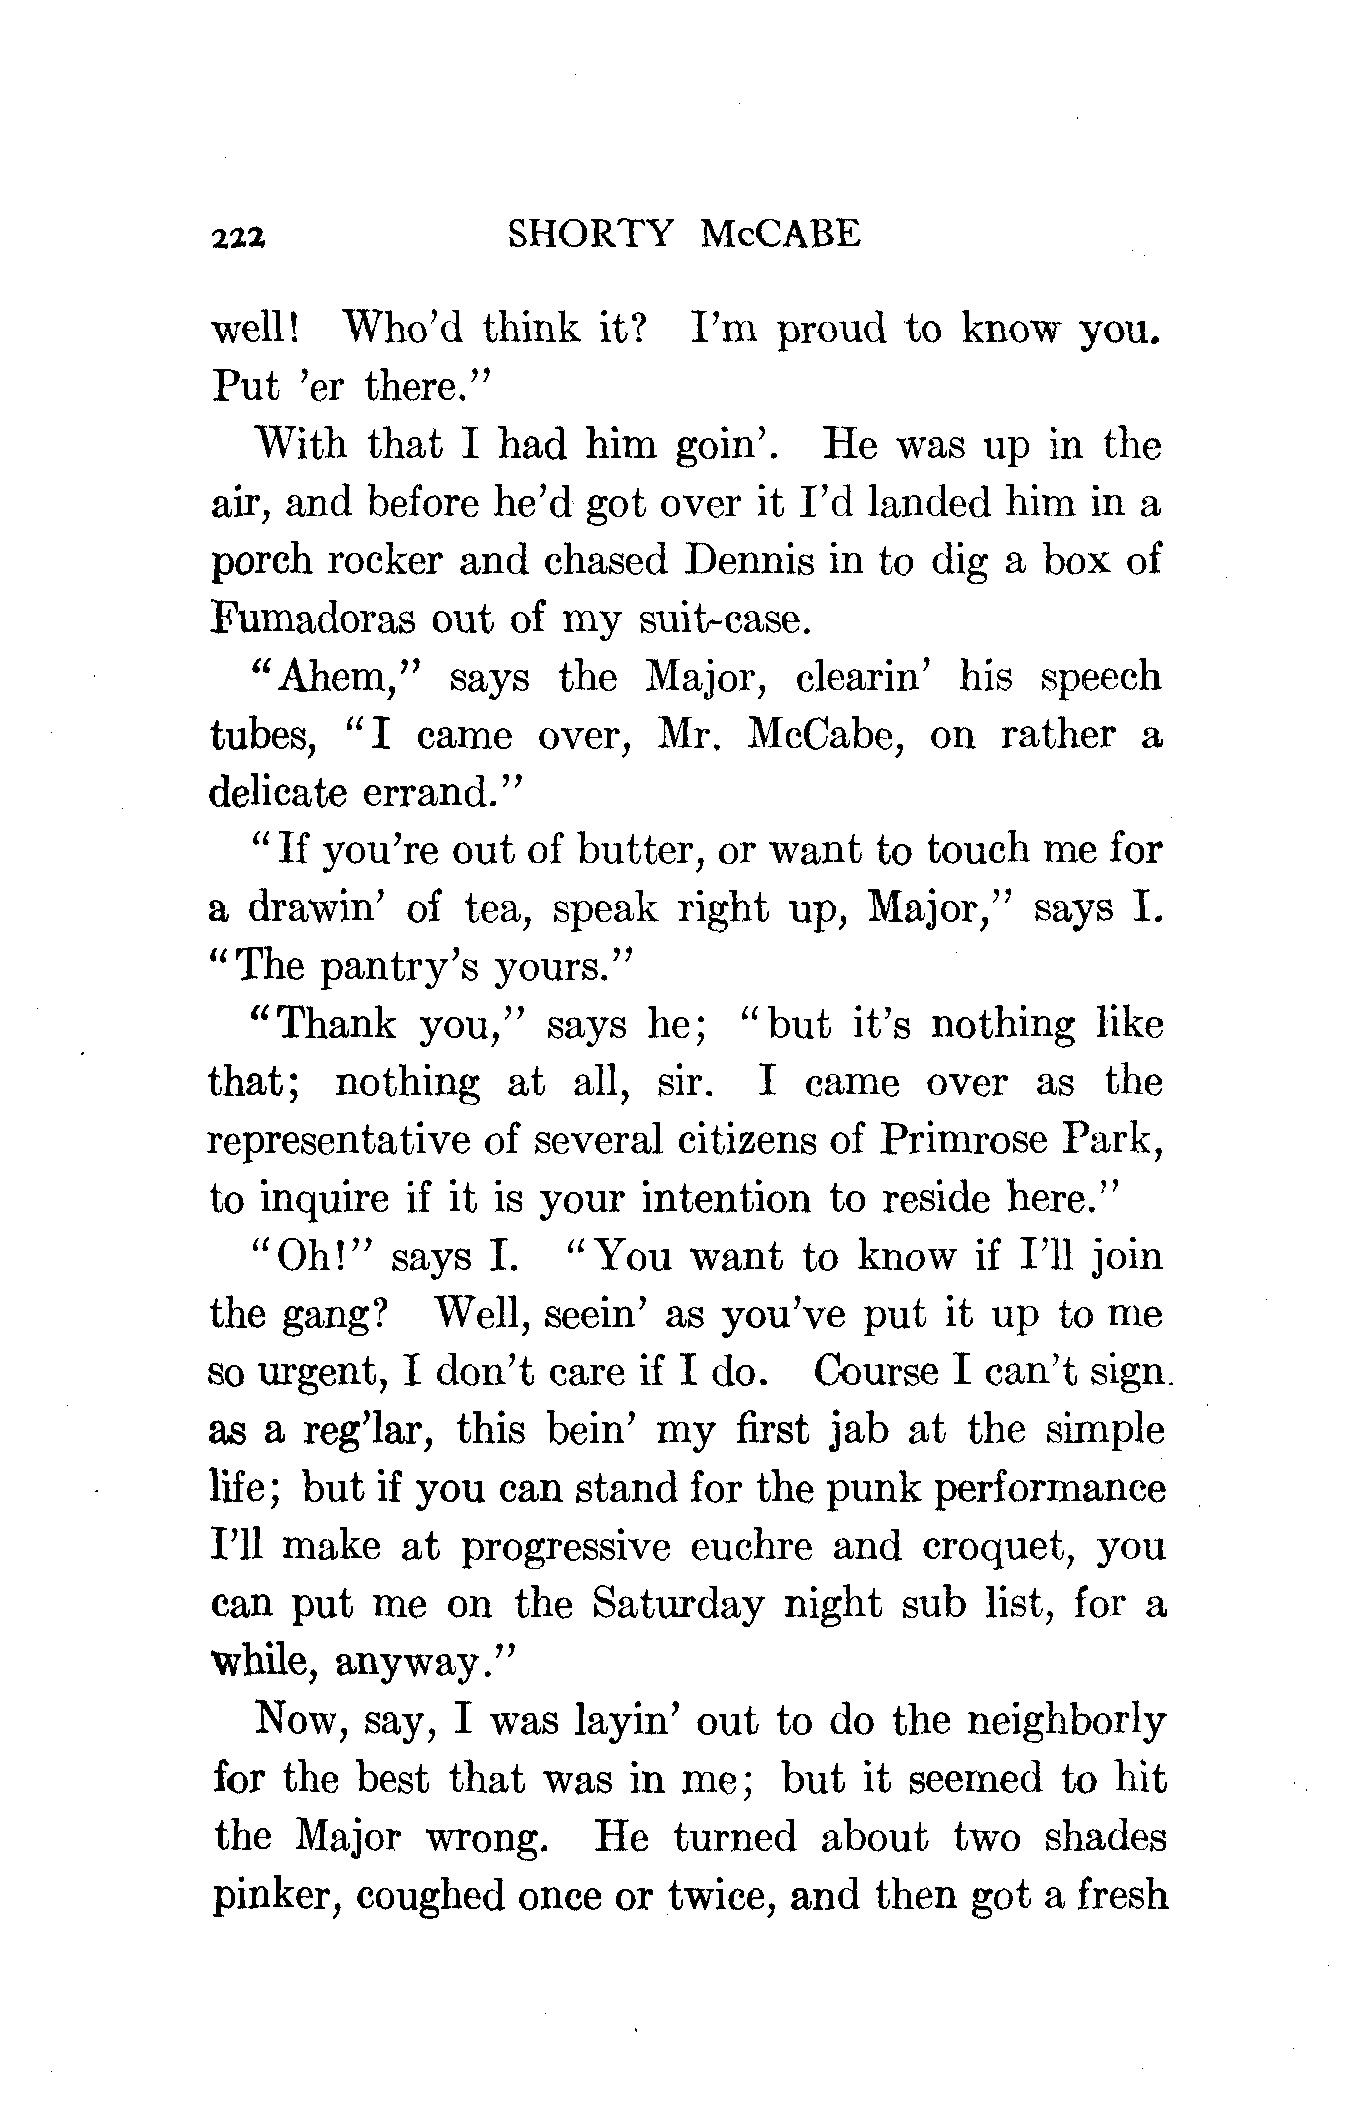 222 SHORTY McCABE
well! Who'd think it? I'm proud to know you.
Put 'er there."
With that I had him goin'. He was up in the
air, and before he'd got over it I'd landed him in a
porch rocker and chased Dennis in to dig a box of
Fumadoras out of my suit-case.
"Ahem," says the Major, clearin' his speech
tubes, "I came over, Mr. McCabe, on rather a
delicate errand."
"If you're out of butter, or want to touch me for
a drawin' of tea, speak right up, Major," says I.
"The pantry's yours."
"Thank you," says he; "but it's nothing like
that; nothing at all, sir. I came over as the
representative of several citizens of Primrose Park,
to inquire if it is your intention to reside here."
"Oh!" says I. "You want to know if I'll join
the gang? Well, seein' as you've put it up to me
so urgent, I don't care if I do. Course I can't sign
as a reg'lar, this bein' my first jab at the simple
life; but if you can stand for the punk performance
I'll make at progressive euchre and croquet, you
can put me on the Saturday night sub list, for a
while, anyway."
Now, say, I was layin' out to do the neighborly
for the best that was in me; but it seemed to hit
the Major wrong. He turned about two shades
pinker, coughed once or twice, and then got a fresh